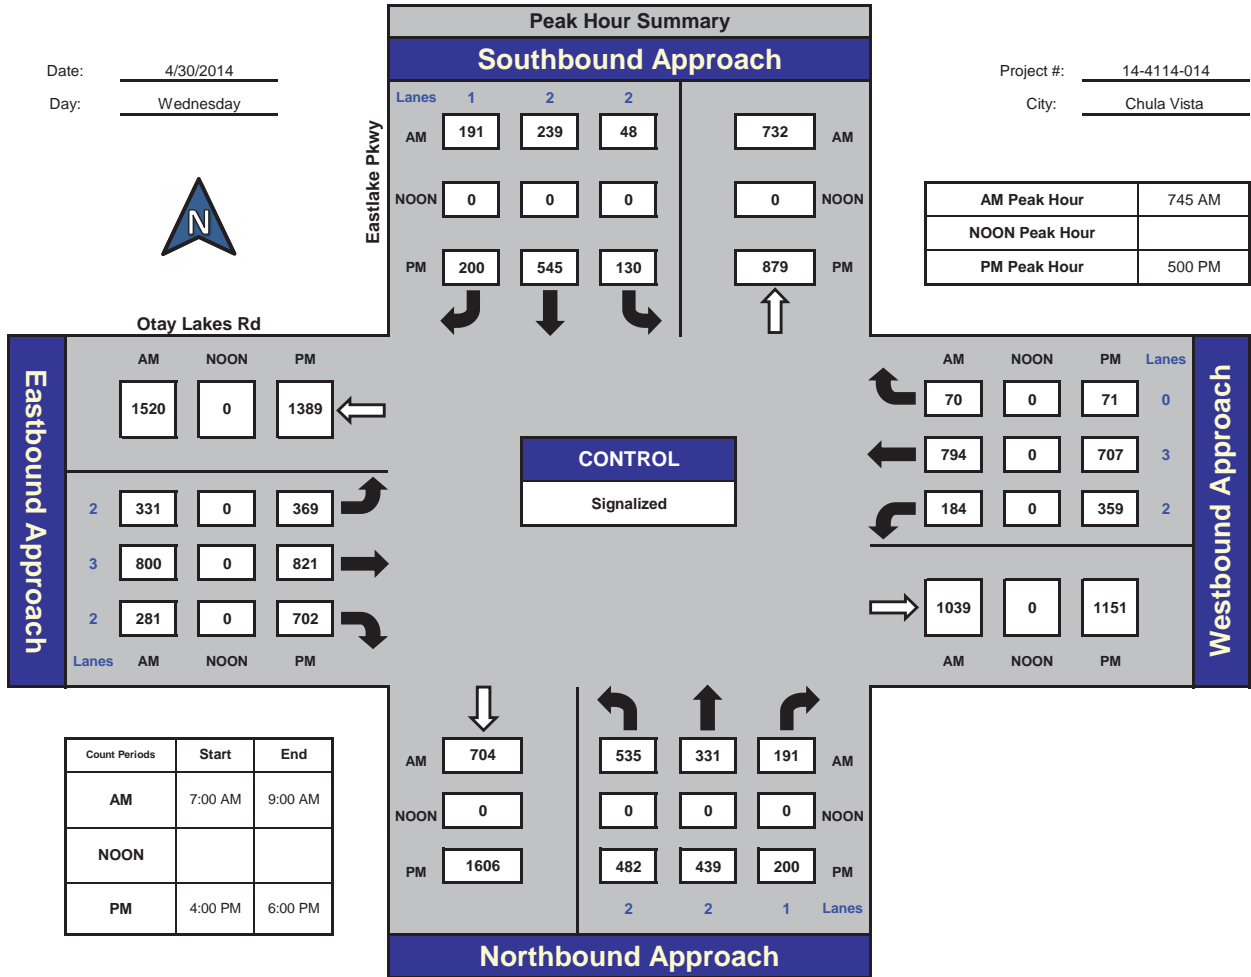 Peak Hour Summary
Southbound Approach
Date: 4/30/2014
Day: Wednesday
Project #: 14-4114-014
City: Chula Vista
N
Eastlake Pkwy
Lanes 1 2 2
AM 191 239 48 732 AM
NOON 0 0 0 0 NOON
PM 200 545 130 879 PM
AM Peak Hour 745 AM
NOON Peak Hour
PM Peak Hour 500 PM
Otay Lakes Rd
Eastbound Approach
AM NOON PM
1520 0 1389
2 331 0 369
3 800 0 821
2 281 0 702
Lanes AM NOON PM
CONTROL
Signalized
AM NOON PM Lanes
70 0 71 0
794 0 707 3
184 0 359 2
1039 0 1151
AM NOON PM
Westbound Approach
Count Periods Start End
AM 7:00 AM 9:00 AM
NOON
PM 4:00 PM 6:00 PM
AM 704 535 331 191 AM
NOON 0 0 0 0 NOON
PM 1606 482 439 200 PM
2 2 1 Lanes
Northbound Approach